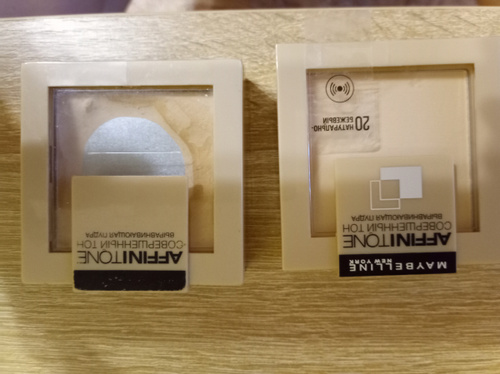 MAYBELLINE
NEW YORK
AFFINITONE
СОВЕРШЕННЫЙ ТОН
ВЫРАВНИВАЮЩАЯ ПУДРА
20 НАТУРАЛЬНО-
БЕЖЕВЫЙ
AFFINITONE
СОВЕРШЕННЫЙ ТОН
ВЫРАВНИВАЮЩАЯ ПУДРА